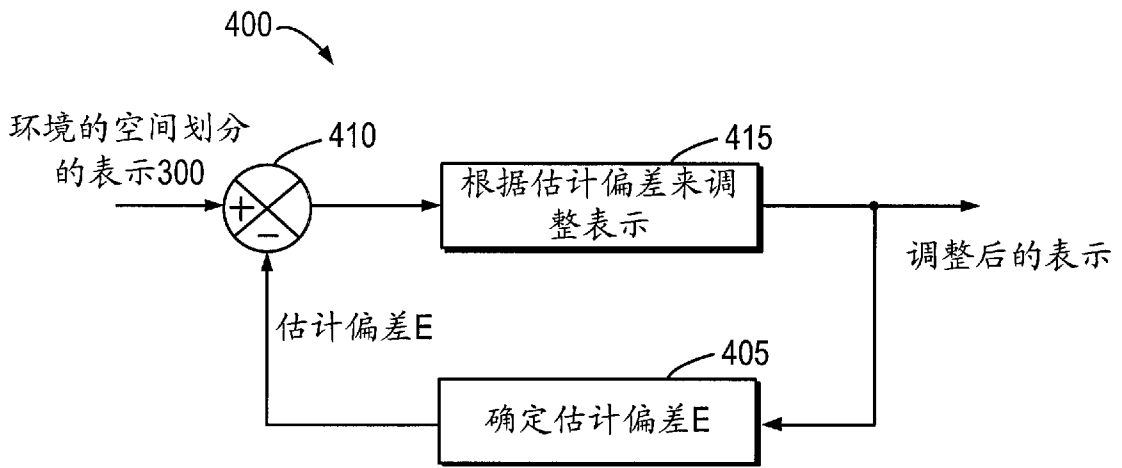 400
环境的空间划分
的表示300
410
415
+
−
根据估计偏差来调
整表示
调整后的表示
估计偏差E
405
确定估计偏差E